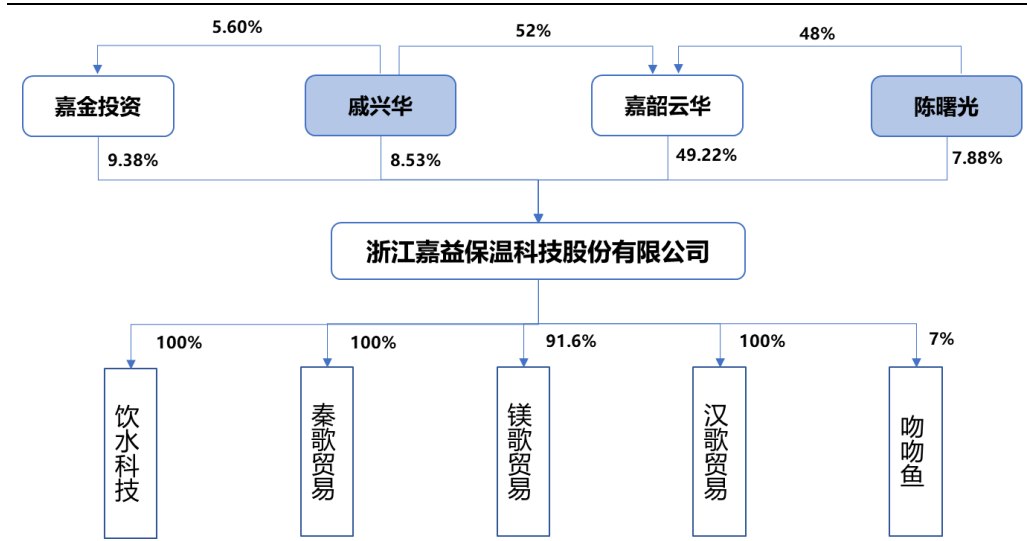 5.60%
52%
48%
嘉金投资
戚兴华
嘉韶云华
陈曙光
9.38%
8.53%
49.22%
7.88%
浙江嘉益保温科技股份有限公司
100%
100%
91.6%
100%
7%
饮水科技
秦歌贸易
镁歌贸易
汉歌贸易
吻吻鱼